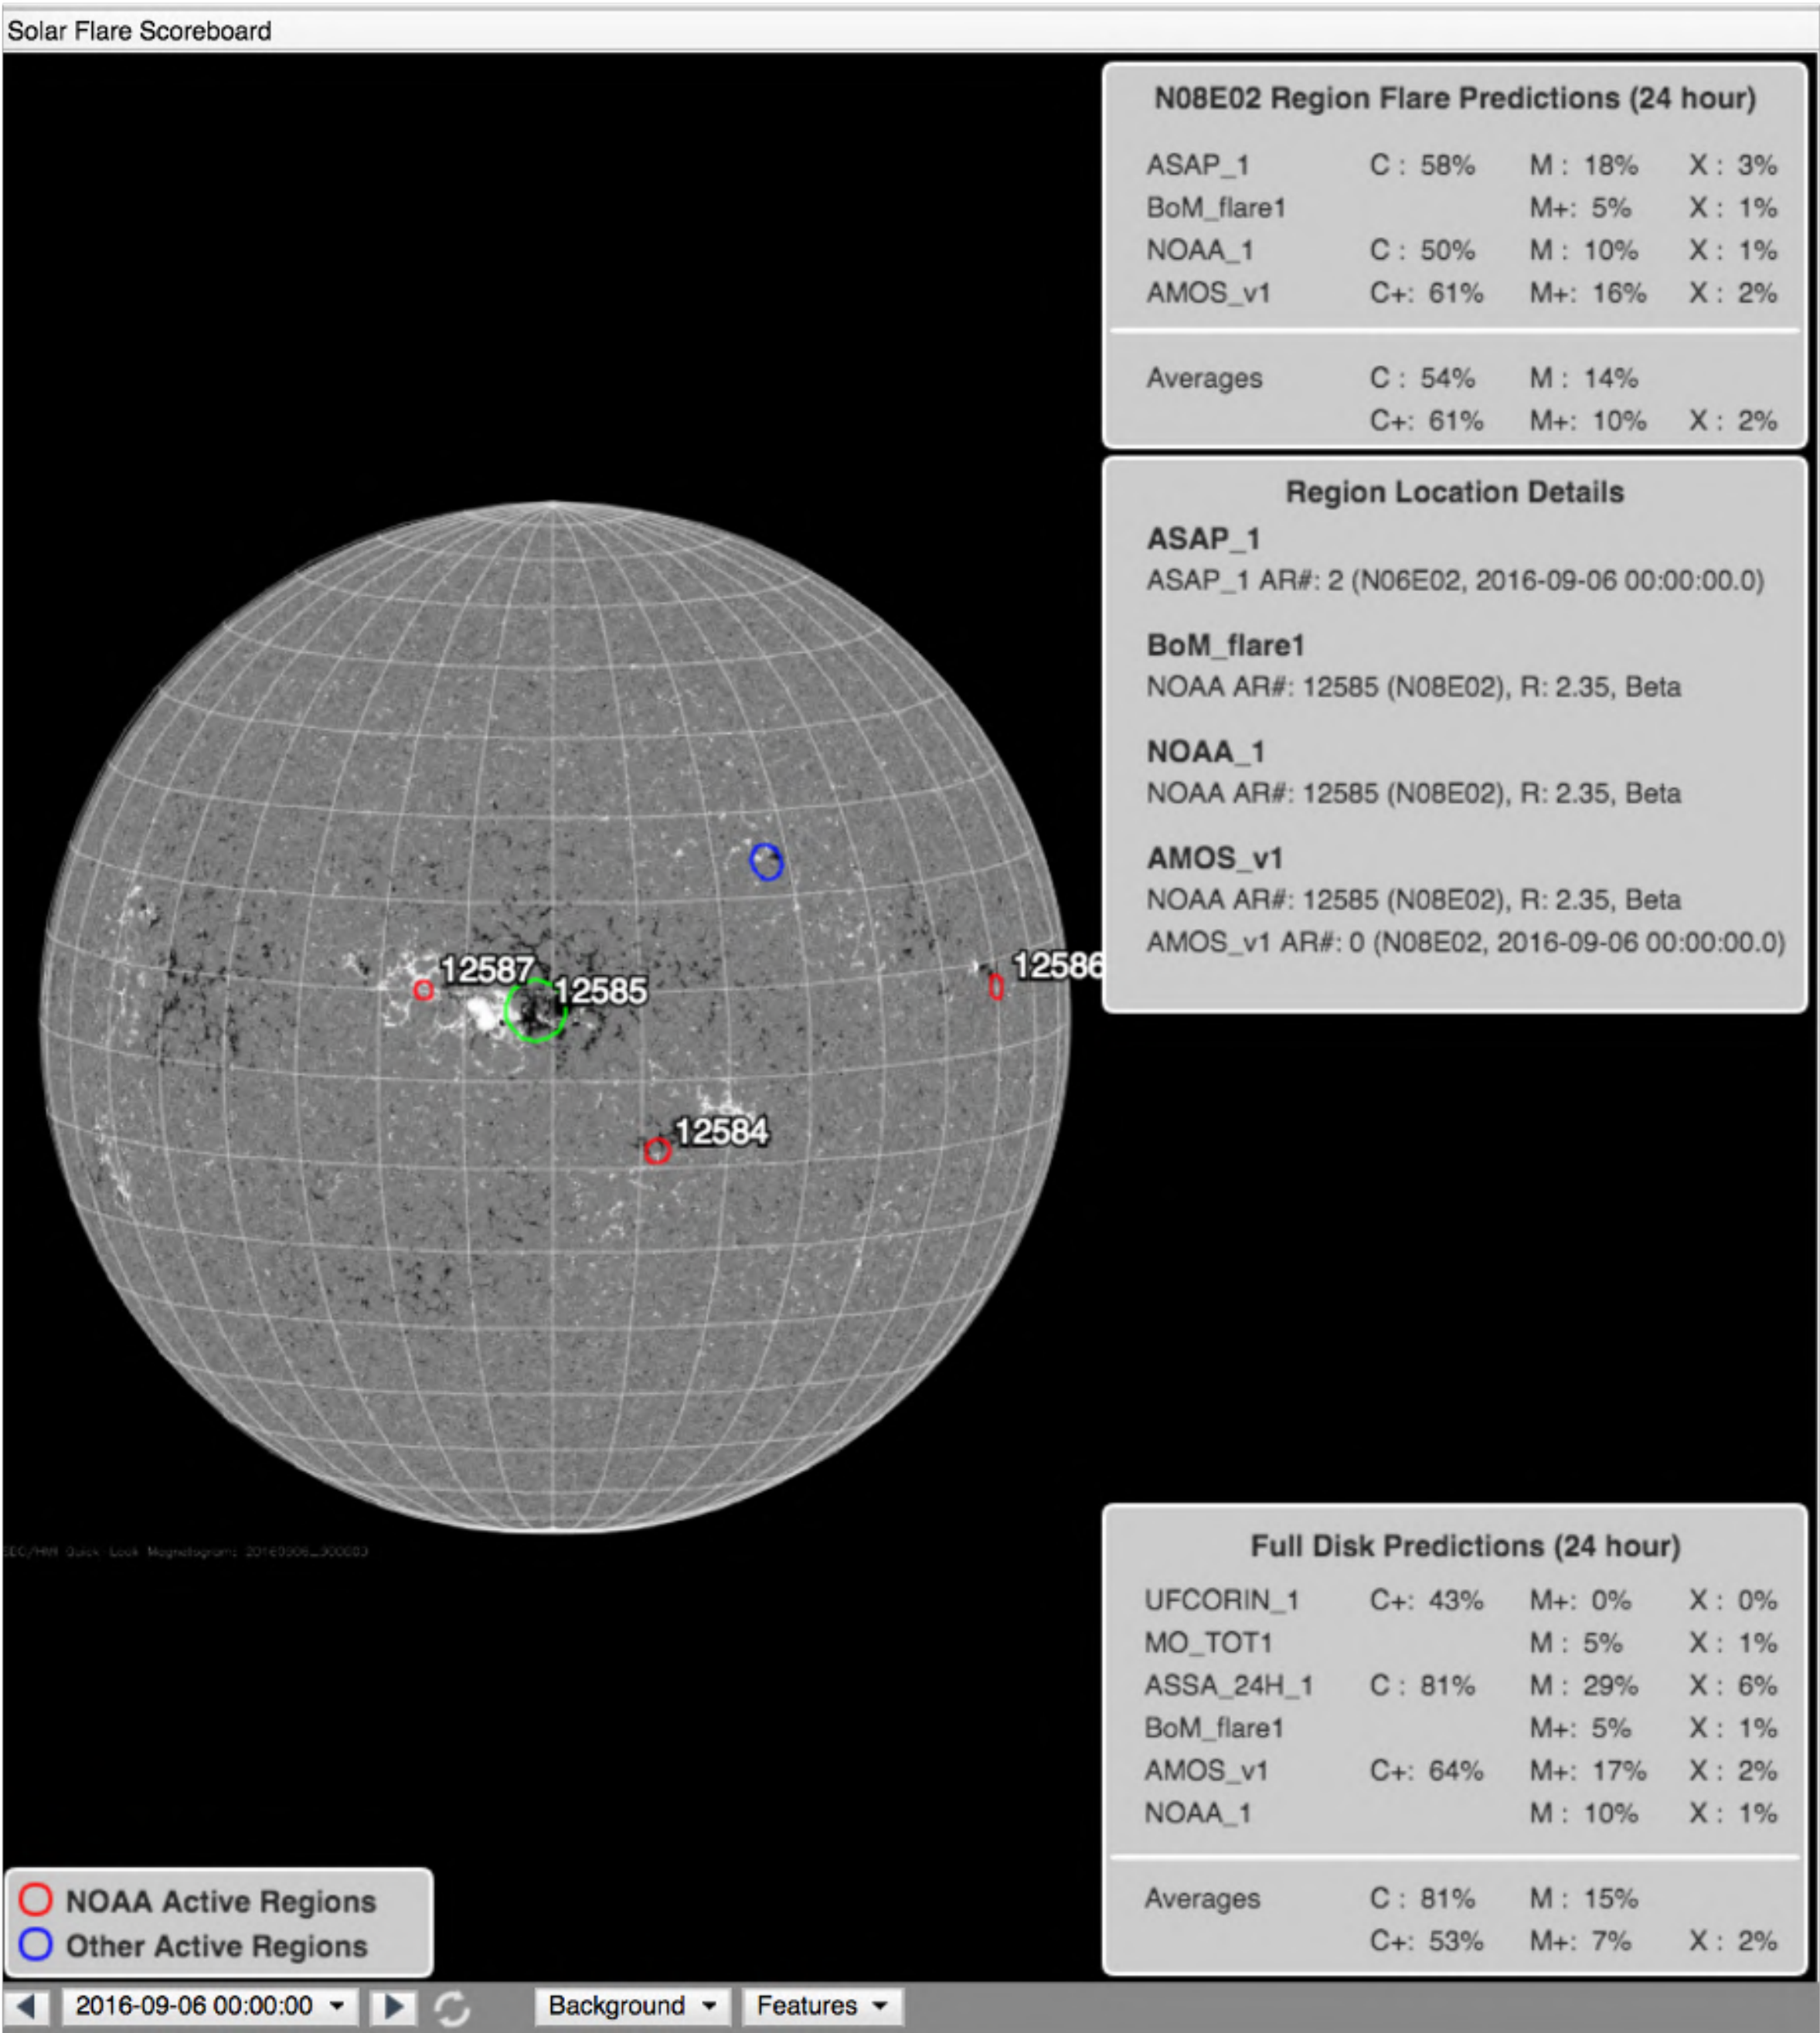 Solar Flare Scoreboard
N08E02 Region Flare Predictions (24 hour)
ASAP_1 C : 58% M : 18% X : 3%
BoM_flare1 M+: 5% X : 1%
NOAA_1 C : 50% M : 10% X : 1%
AMOS_v1 C+: 61% M+: 16% X : 2%
Averages C : 54% M : 14%
C+: 61% M+: 10% X : 2%
Region Location Details
ASAP_1
ASAP_1 AR#: 2 (N06E02, 2016-09-06 00:00:00.0)
BoM_flare1
NOAA AR#: 12585 (N08E02), R: 2.35, Beta
NOAA_1
NOAA AR#: 12585 (N08E02), R: 2.35, Beta
AMOS_v1
NOAA AR#: 12585 (N08E02), R: 2.35, Beta
AMOS_v1 AR#: 0 (N08E02, 2016-09-06 00:00:00.0)
12587
12585
12586
12584
Quick Look Magnetogram:
Full Disk Predictions (24 hour)
UFCORIN_1 C+: 43% M+: 0% X : 0%
MO_TOT1 M : 5% X : 1%
ASSA_24H_1 C : 81% M : 29% X : 6%
BoM_flare1 M+: 5% X : 1%
AMOS_v1 C+: 64% M+: 17% X : 2%
NOAA_1 M : 10% X : 1%
Averages C : 81% M : 15%
C+: 53% M+: 7% X : 2%
NOAA Active Regions
Other Active Regions
2016-09-06 00:00:00
Background
Features